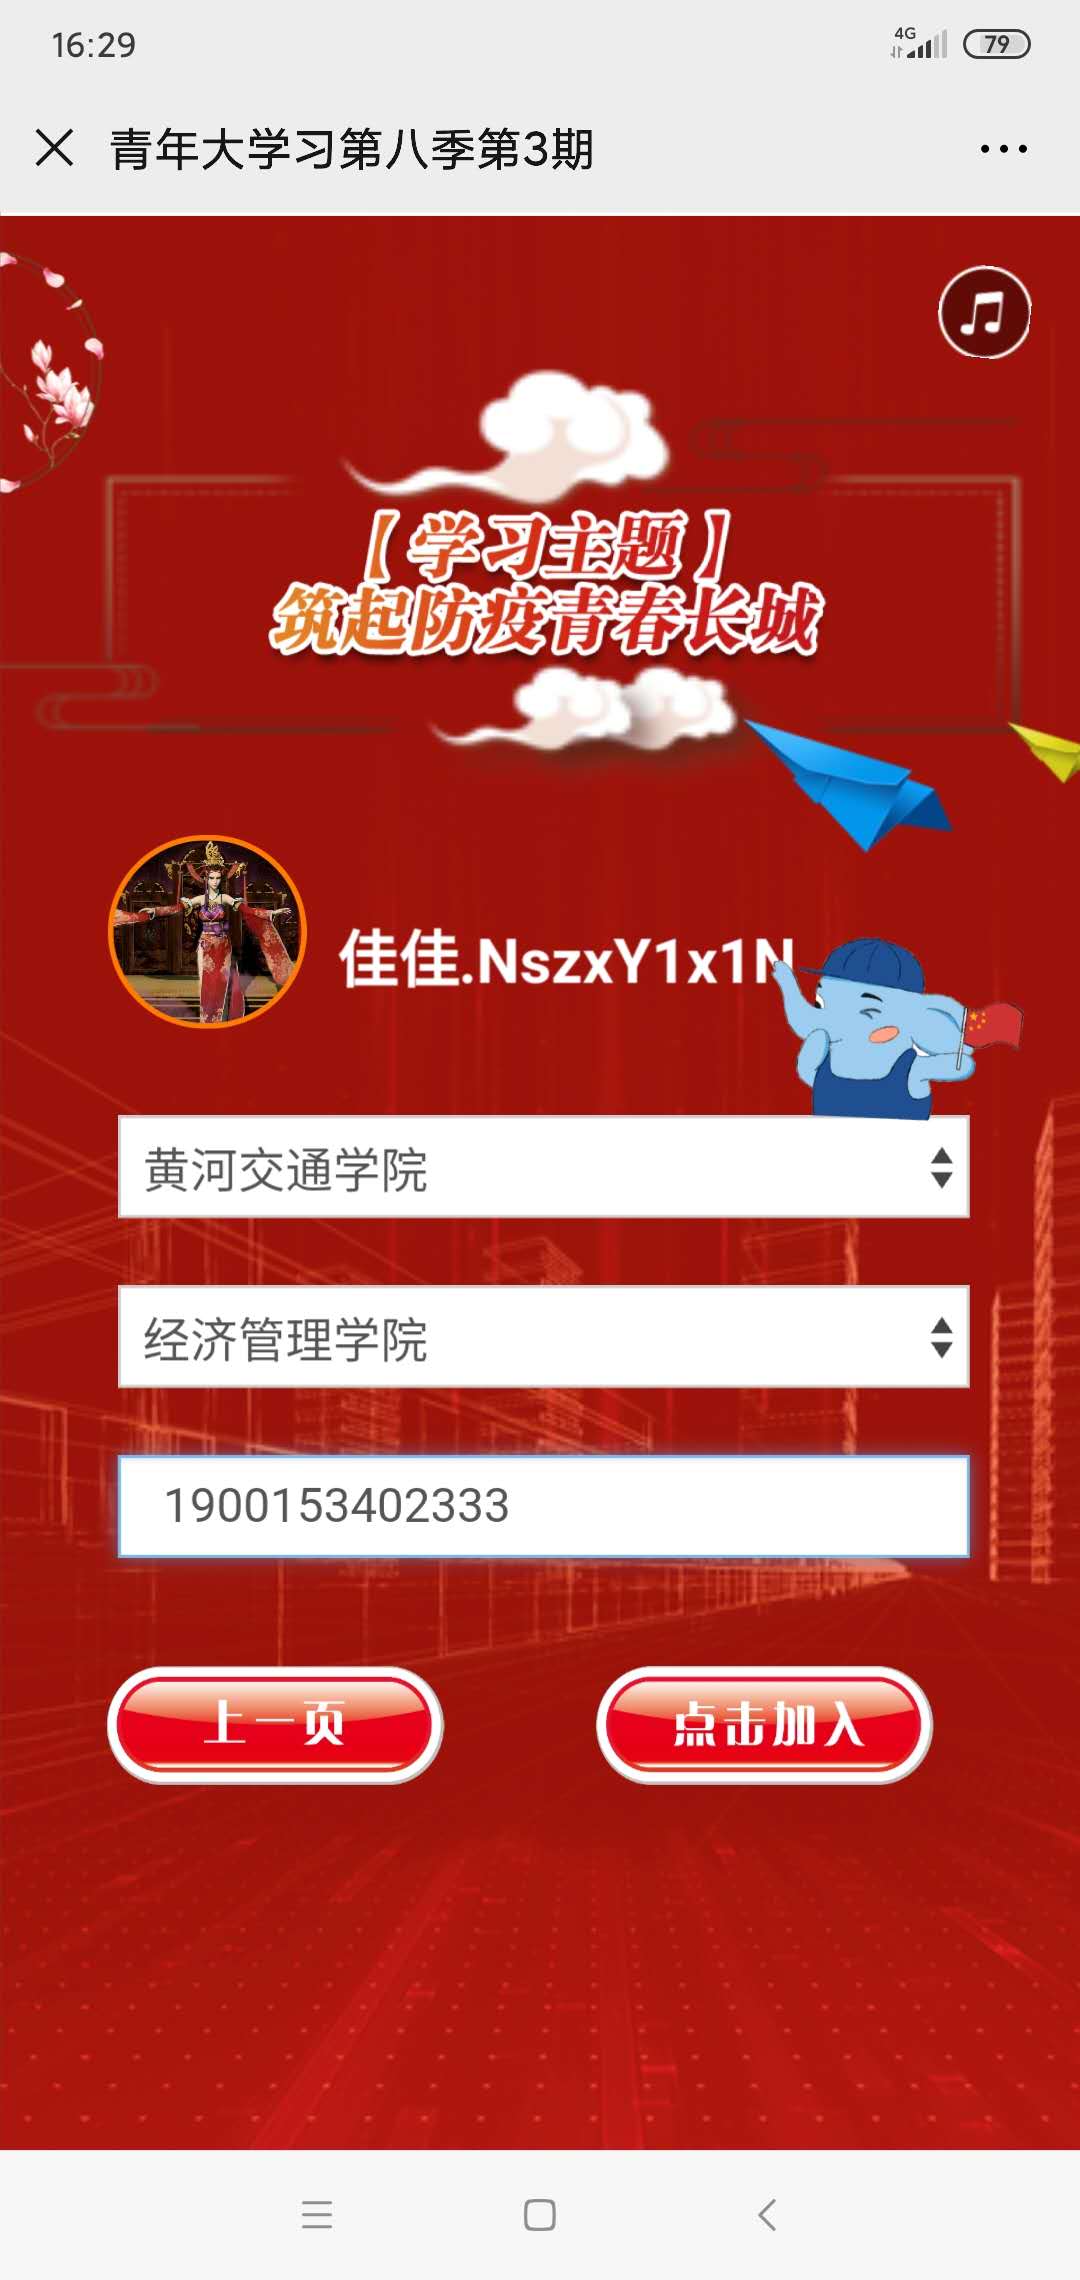 16:29
4G
79
青年大学习第八季第3期
【学习主题】
筑起防疫青春长城
佳佳.NszxY1x1N
黄河交通学院
经济管理学院
1900153402333
上一页
点击加入